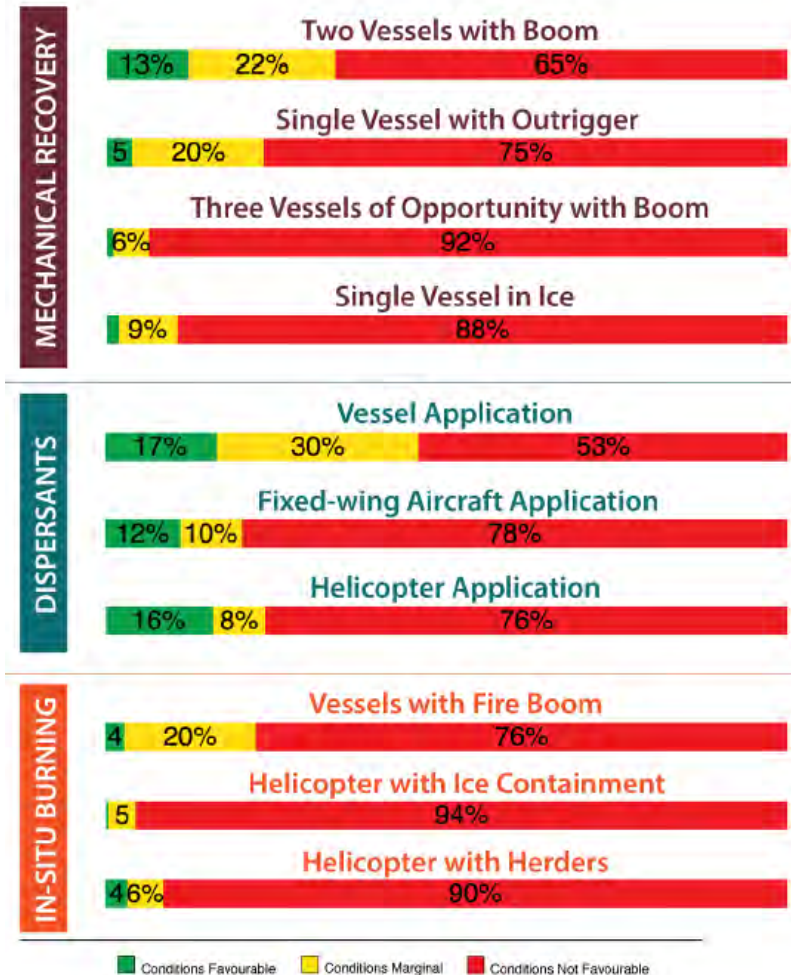 MECHANICAL RECOVERY
Two Vessels with Boom
13% 22% 65%
Single Vessel with Outrigger
5 20% 75%
Three Vessels of Opportunity with Boom
6% 92%
Single Vessel in Ice
9% 88%
DISPERSANTS
Vessel Application
17% 30% 53%
Fixed-wing Aircraft Application
12% 10% 78%
Helicopter Application
16% 8% 76%
IN-SITU BURNING
Vessels with Fire Boom
4 20% 76%
Helicopter with Ice Containment
5 94%
Helicopter with Herders
4 6% 90%
Conditions Favourable Conditions Marginal Conditions Not Favourable